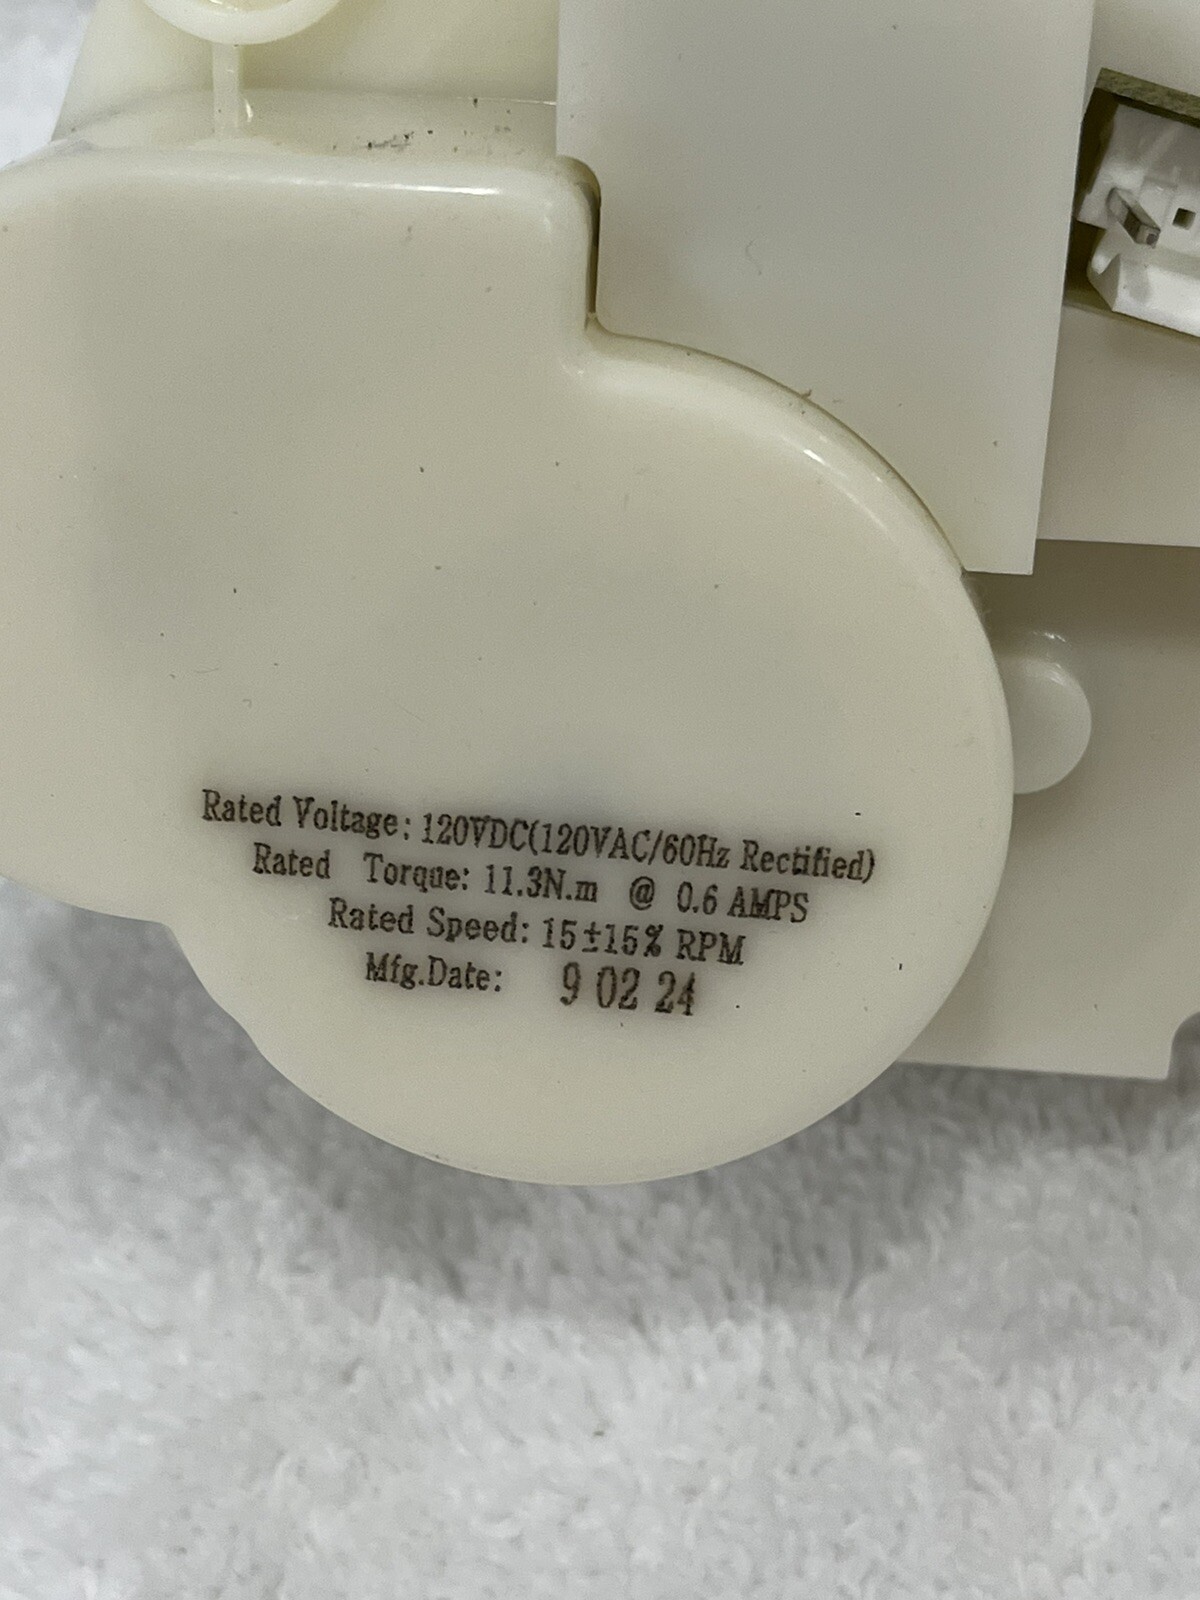 Rated Voltage: 120VDC(120VAC/60Hz Rectified)
Rated Torque: 11.3N.m @ 0.6 AMPS
Rated Speed: 15±15% RPM
Mfg.Date: 9 02 24